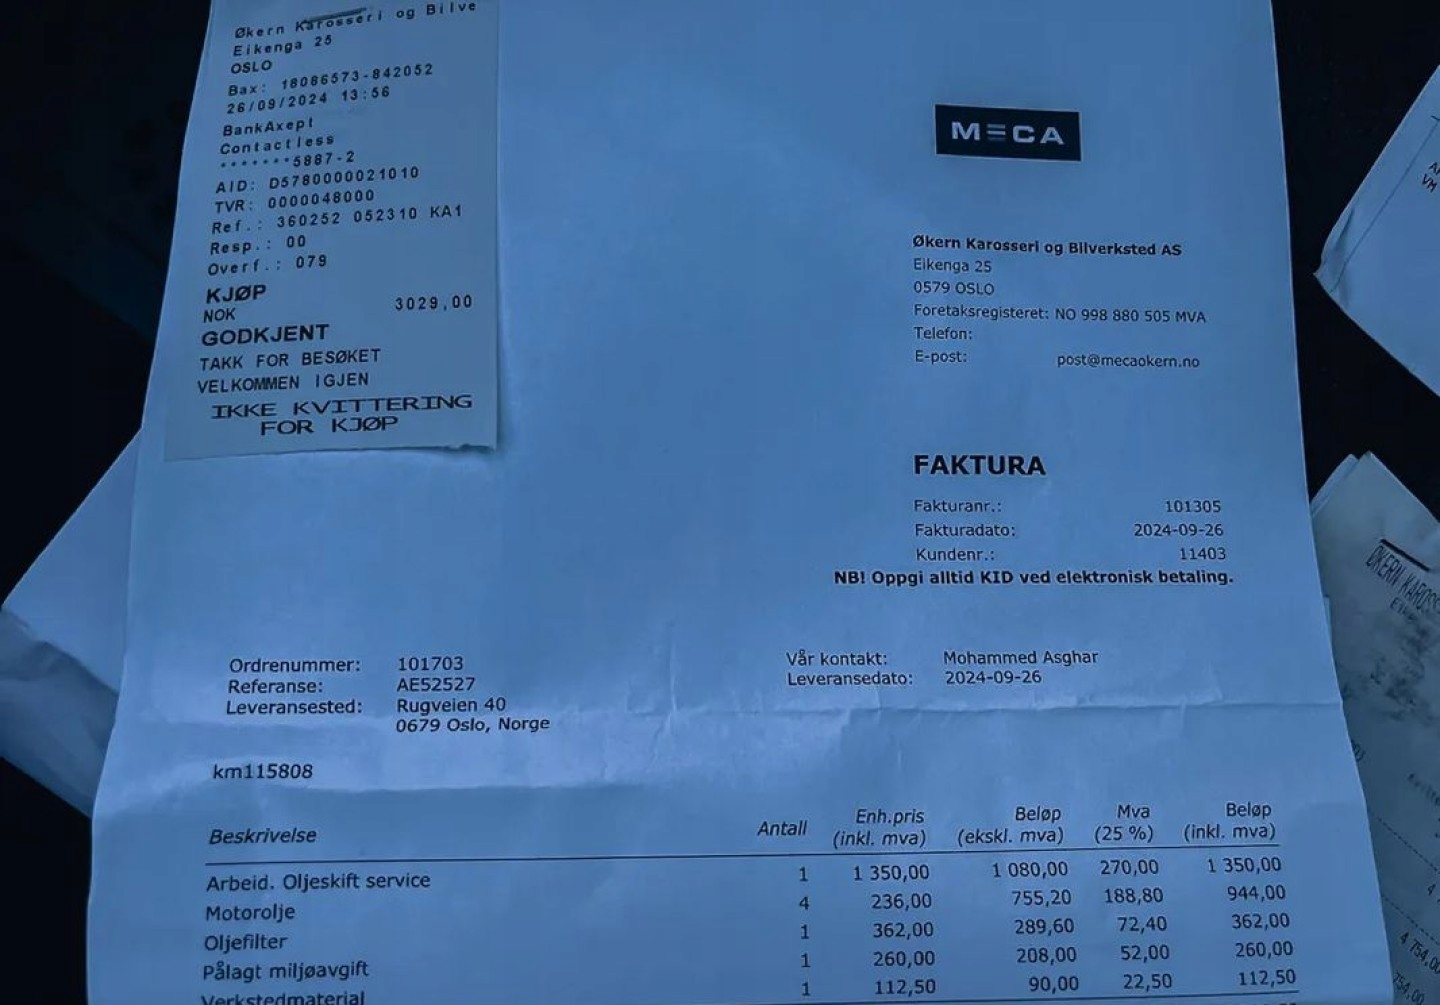 Økern Karosseri og Bilve
Eikenga 25
OSLO
Bax: 18086573-842052
26/09/2024 13:56
BankAxept
Contactless
*******5887-2
AID: D5780000021010
TVR: 0000048000
Ref.: 360252 052310 KA1
Resp.: 00
Overf.: 079
KJØP
NOK 3029,00
GODKJENT
TAKK FOR BESØKET
VELKOMMEN IGJEN
IKKE KVITTERING
FOR KJØP
MECA
Økern Karosseri og Bilverksted AS
Eikenga 25
0579 OSLO
Foretaksregisteret: NO 998 880 505 MVA
Telefon:
E-post: post@mecaokern.no
FAKTURA
Fakturanr.: 101305
Fakturadato: 2024-09-26
Kundenr.: 11403
NB! Oppgi alltid KID ved elektronisk betaling.
Ordrenummer: 101703
Referanse: AE52527
Leveransested: Rugveien 40
0679 Oslo, Norge
Vår kontakt: Mohammed Asghar
Leveransedato: 2024-09-26
km115808
Beskrivelse Antall Enh.pris (inkl. mva) Beløp (ekskl. mva) Mva (25 %) Beløp (inkl. mva)
Arbeid. Oljeskift service 1 1 350,00 1 080,00 270,00 1 350,00
Motorolje 4 236,00 755,20 188,80 944,00
Oljefilter 1 362,00 289,60 72,40 362,00
Pålagt miljøavgift 1 260,00 208,00 52,00 260,00
Verkstedmaterial 1 112,50 90,00 22,50 112,50
ØKERN KAROSS
4 754,00
754,00